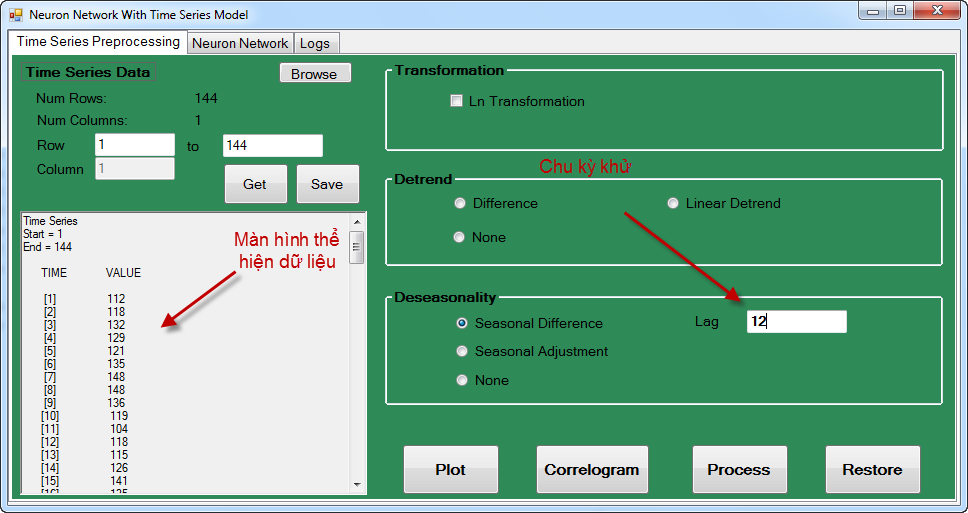 Neuron Network With Time Series Model
Time Series Preprocessing Neuron Network Logs
Time Series Data Browse
Num Rows: 144
Num Columns: 1
Row 1 to 144
Column 1
Get Save
Time Series
Start = 1
End = 144
TIME VALUE
[1] 112
[2] 118
[3] 132
[4] 129
[5] 121
[6] 135
[7] 148
[8] 148
[9] 136
[10] 119
[11] 104
[12] 118
[13] 115
[14] 126
[15] 141
[16] 135
Màn hình thể
hiện dữ liệu
Transformation
Ln Transformation
Chu kỳ khử
Detrend
Difference Linear Detrend
None
Deseasonality
Seasonal Difference Lag 12
Seasonal Adjustment
None
Plot Correlogram Process Restore